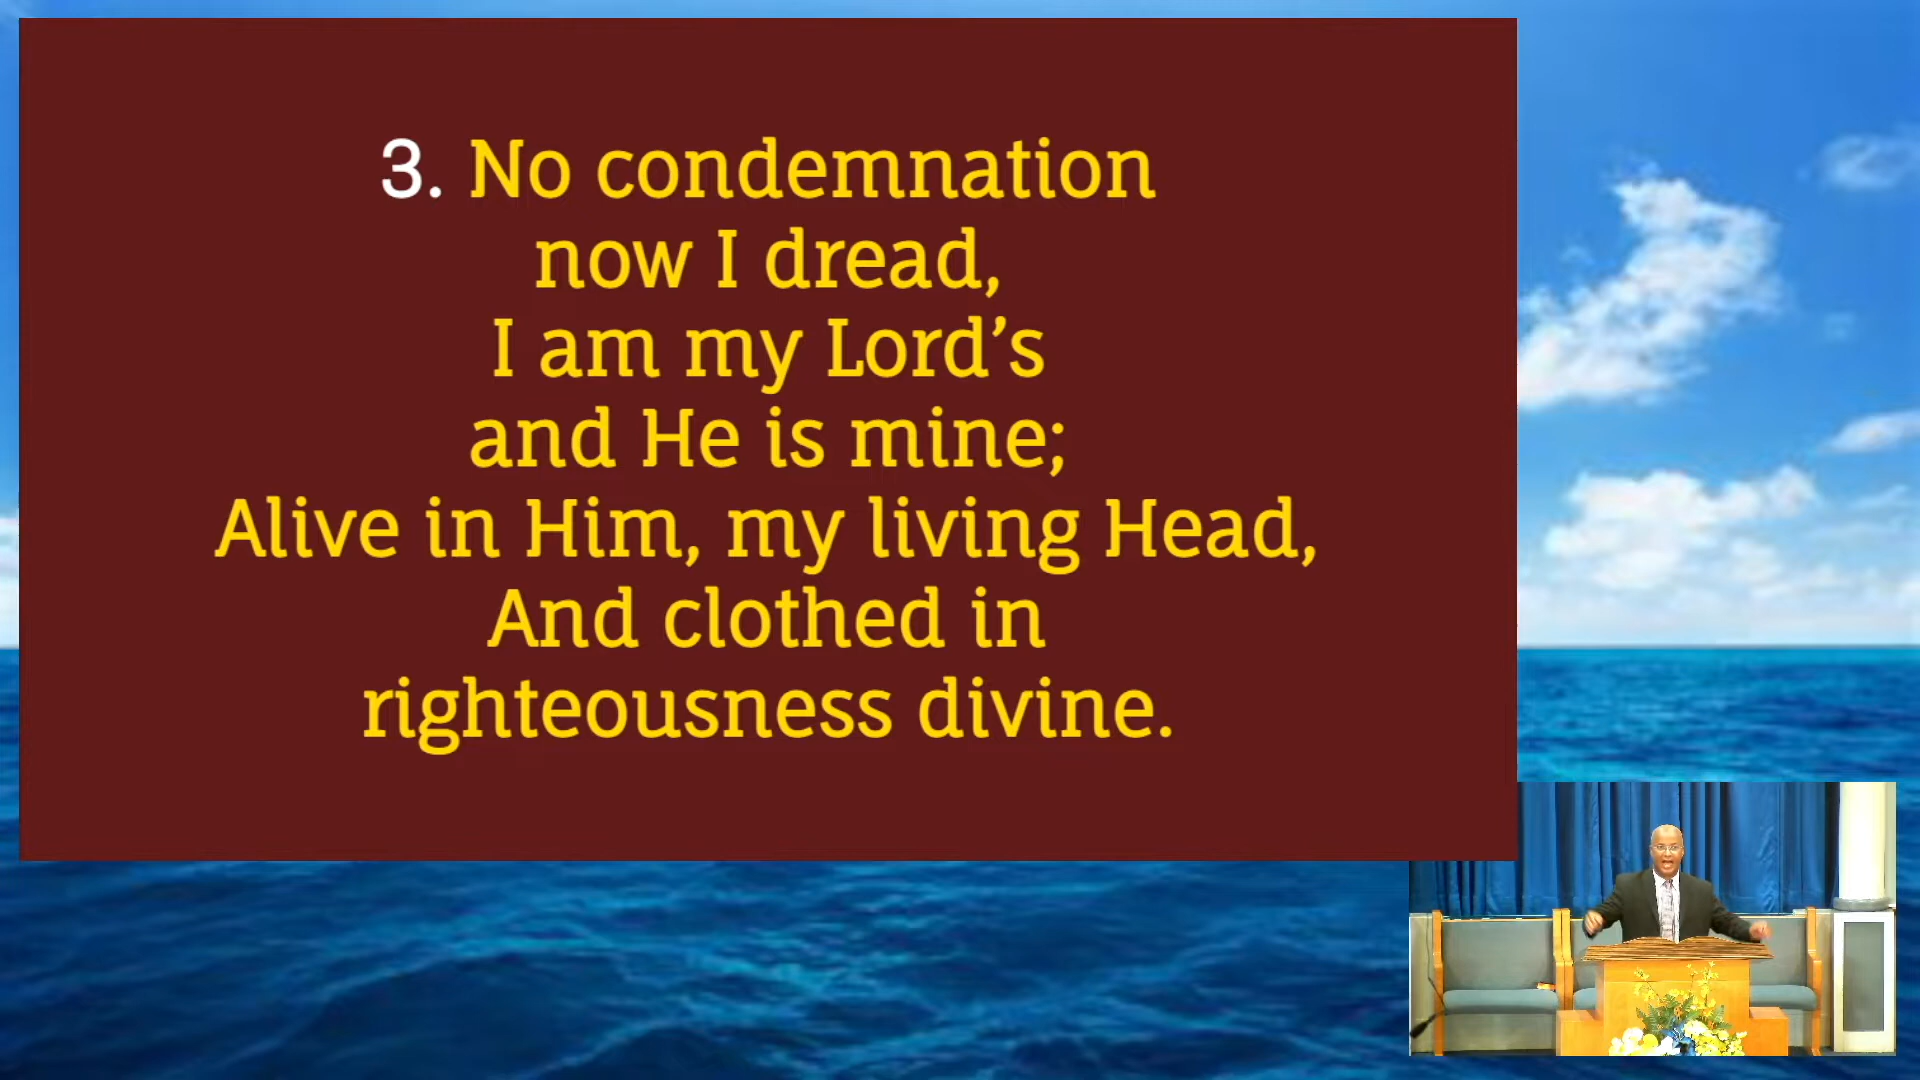 3. No condemnation
now I dread,
I am my Lord’s
and He is mine;
Alive in Him, my living Head,
And clothed in
righteousness divine.